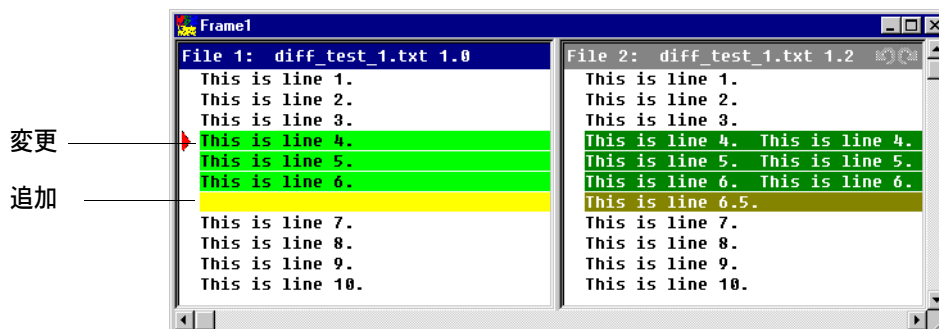 Frame1
File 1:  diff_test_1.txt 1.0
This is line 1.
This is line 2.
This is line 3.
変更
This is line 4.
This is line 5.
This is line 6.
追加
This is line 7.
This is line 8.
This is line 9.
This is line 10.
File 2:  diff_test_1.txt 1.2
This is line 1.
This is line 2.
This is line 3.
This is line 4.  This is line 4.
This is line 5.  This is line 5.
This is line 6.  This is line 6.
This is line 6.5.
This is line 7.
This is line 8.
This is line 9.
This is line 10.